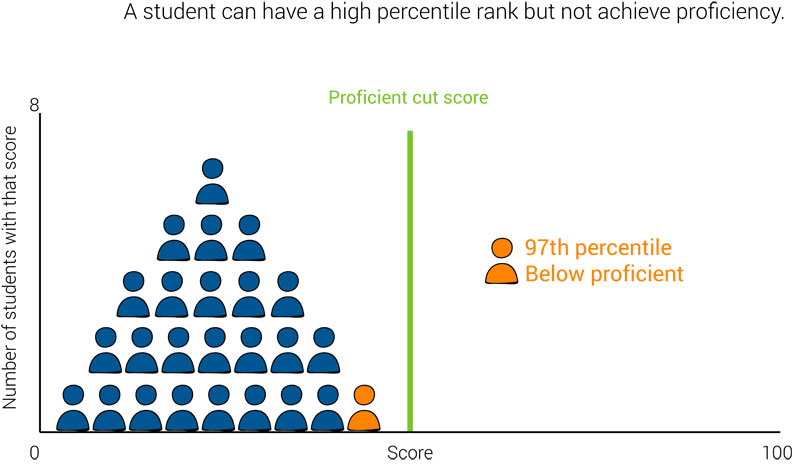 A student can have a high percentile rank but not achieve proficiency.
Proficient cut score
8
Number of students with that score
97th percentile
Below proficient
0
Score
100